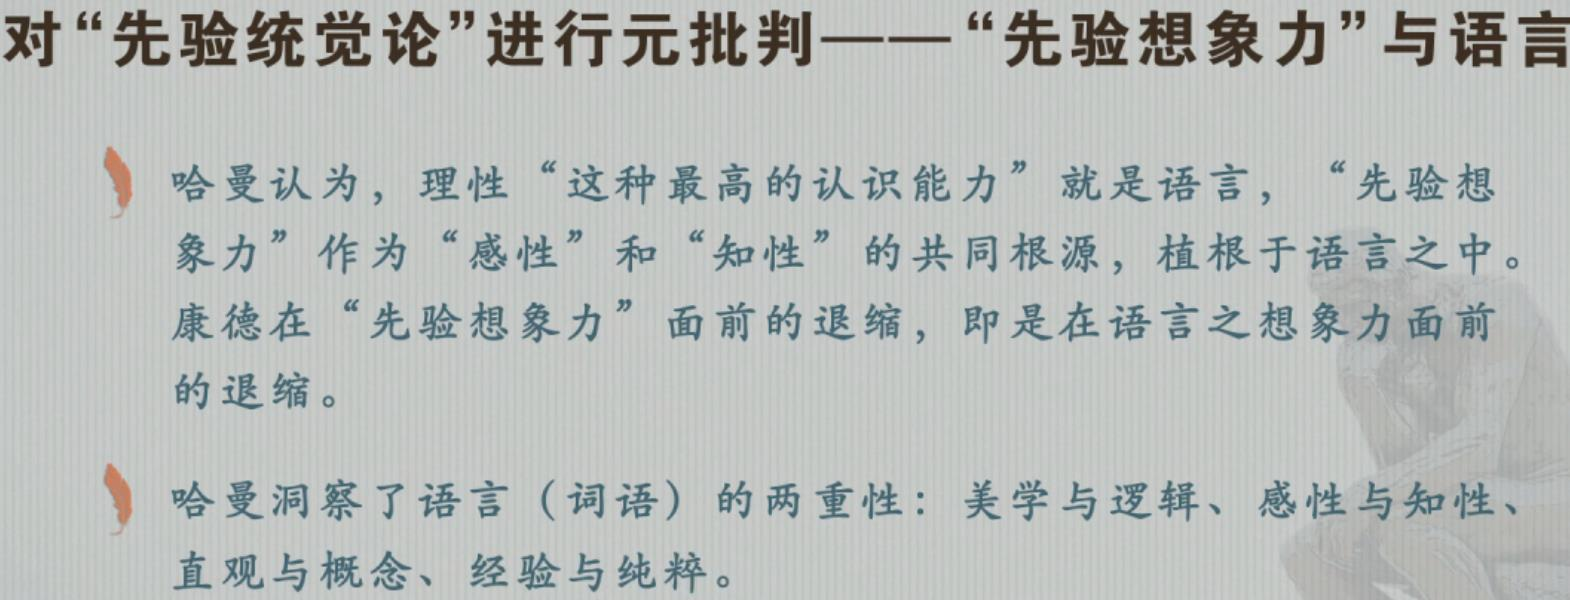 对“先验统觉论”进行元批判——“先验想象力”与语言
哈曼认为，理性“这种最高的认识能力”就是语言，“先验想
象力”作为“感性”和“知性”的共同根源，植根于语言之中。
康德在“先验想象力”面前的退缩，即是在语言之想象力面前
的退缩。
哈曼洞察了语言（词语）的两重性：美学与逻辑、感性与知性、
直观与概念、经验与纯粹。